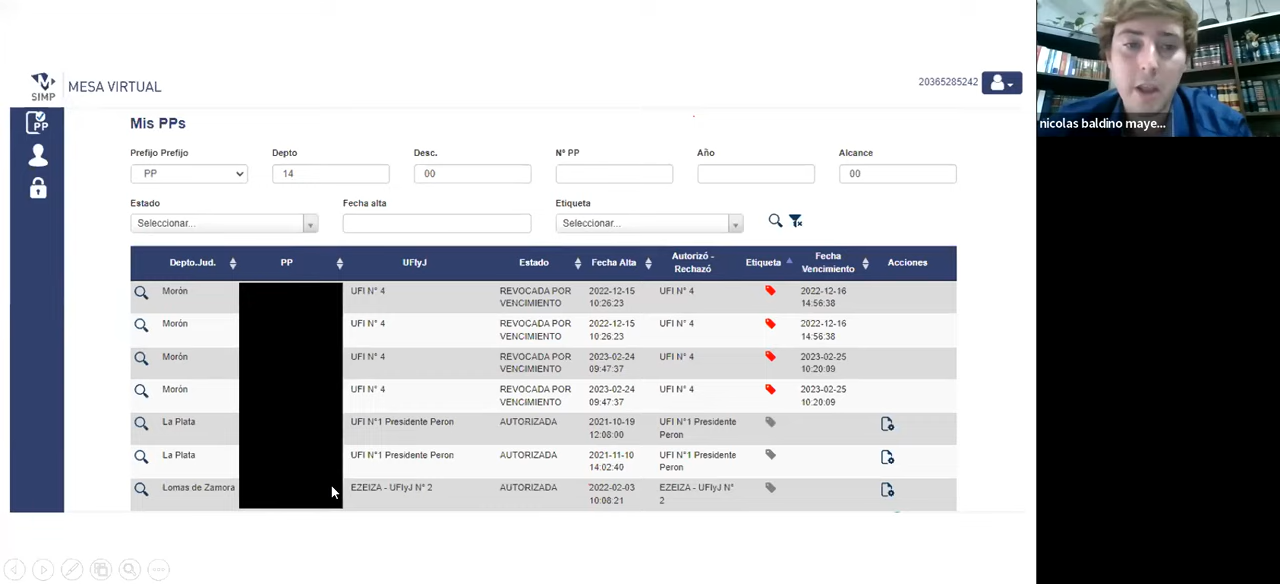 SIMP
MESA VIRTUAL
20365285242
nicolas baldino maye...
PP
Mis PPs
Prefijo Prefijo Depto Desc. N° PP Año Alcance
PP 14 00 00
Estado Fecha alta Etiqueta
Seleccionar... Seleccionar...
Depto.Jud. PP UFIyJ Estado Fecha Alta Autorizó - Rechazó Etiqueta Fecha Vencimiento Acciones
Morón UFI N° 4 REVOCADA POR 2022-12-15 UFI N° 4 2022-12-16
VENCIMIENTO 10:26:23 14:56:38
Morón UFI N° 4 REVOCADA POR 2022-12-15 UFI N° 4 2022-12-16
VENCIMIENTO 10:26:23 14:56:38
Morón UFI N° 4 REVOCADA POR 2023-02-24 UFI N° 4 2023-02-25
VENCIMIENTO 09:47:37 10:20:09
Morón UFI N° 4 REVOCADA POR 2023-02-24 UFI N° 4 2023-02-25
VENCIMIENTO 09:47:37 10:20:09
La Plata UFI N°1 Presidente Peron AUTORIZADA 2021-10-19 UFI N°1 Presidente
12:08:00 Peron
La Plata UFI N°1 Presidente Peron AUTORIZADA 2021-11-10 UFI N°1 Presidente
14:02:40 Peron
Lomas de Zamora EZEIZA - UFIyJ N° 2 AUTORIZADA 2022-02-03 EZEIZA - UFIyJ N°
10:08:21 2